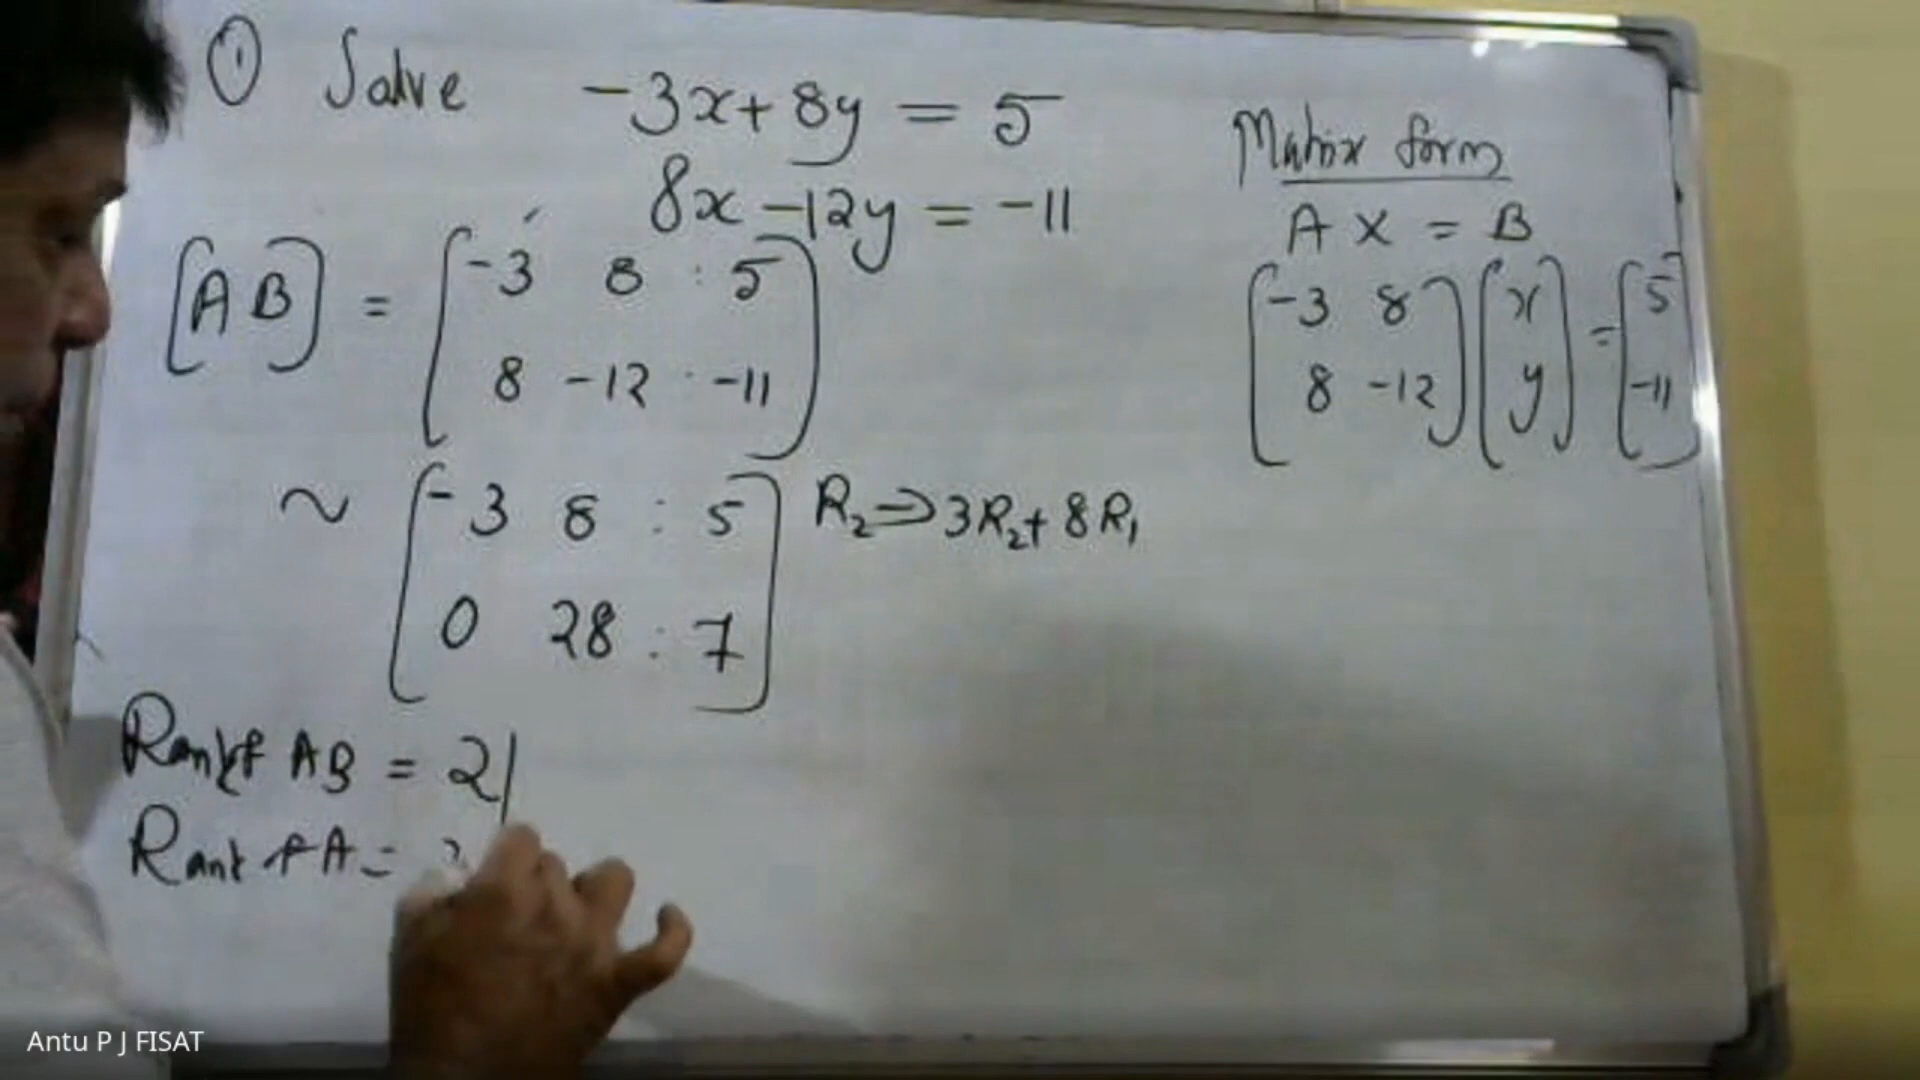 ① Solve -3x+8y = 5
8x-12y = -11
[A B] = [-3 8 : 5
8 -12 : -11]
~ [-3 8 : 5
0 28 : 7] R₂⇒3R₂+8R₁
Rank of AB = 2
Rank of A =
Matrix form
A X = B
[-3 8
8 -12] [x
y] = [5
-11]
Antu P J FISAT